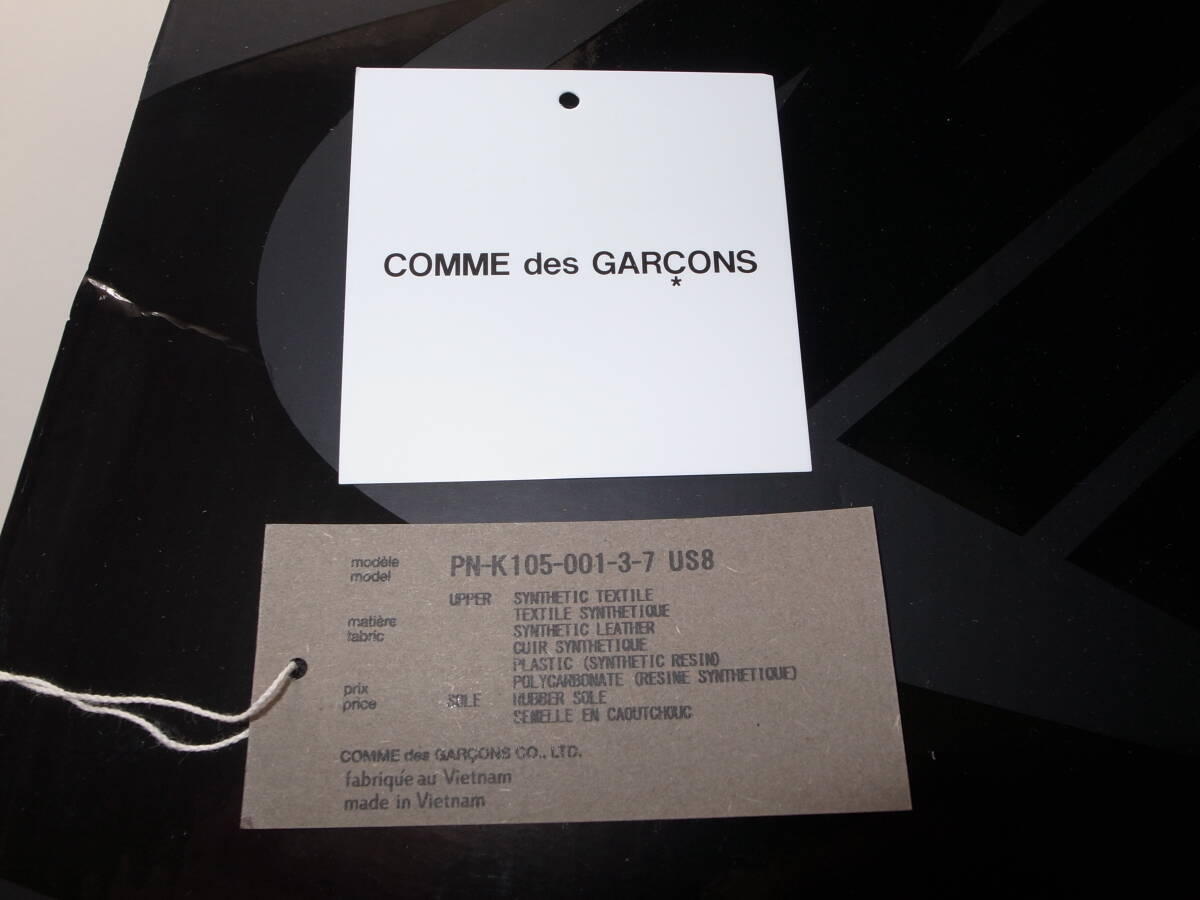 COMME des GARÇONS
*
modèle PN-K105-001-3-7 US8
model
UPPER SYNTHETIC TEXTILE
TEXTILE SYNTHETIQUE
matière SYNTHETIC LEATHER
fabric CUIR SYNTHETIQUE
PLASTIC (SYNTHETIC RESIN)
POLYCARBONATE (RESINE SYNTHETIQUE)
prix SOLE RUBBER SOLE
price SEMELLE EN CAOUTCHOUC
COMME des GARÇONS CO., LTD.
fabriqué au Vietnam
made in Vietnam